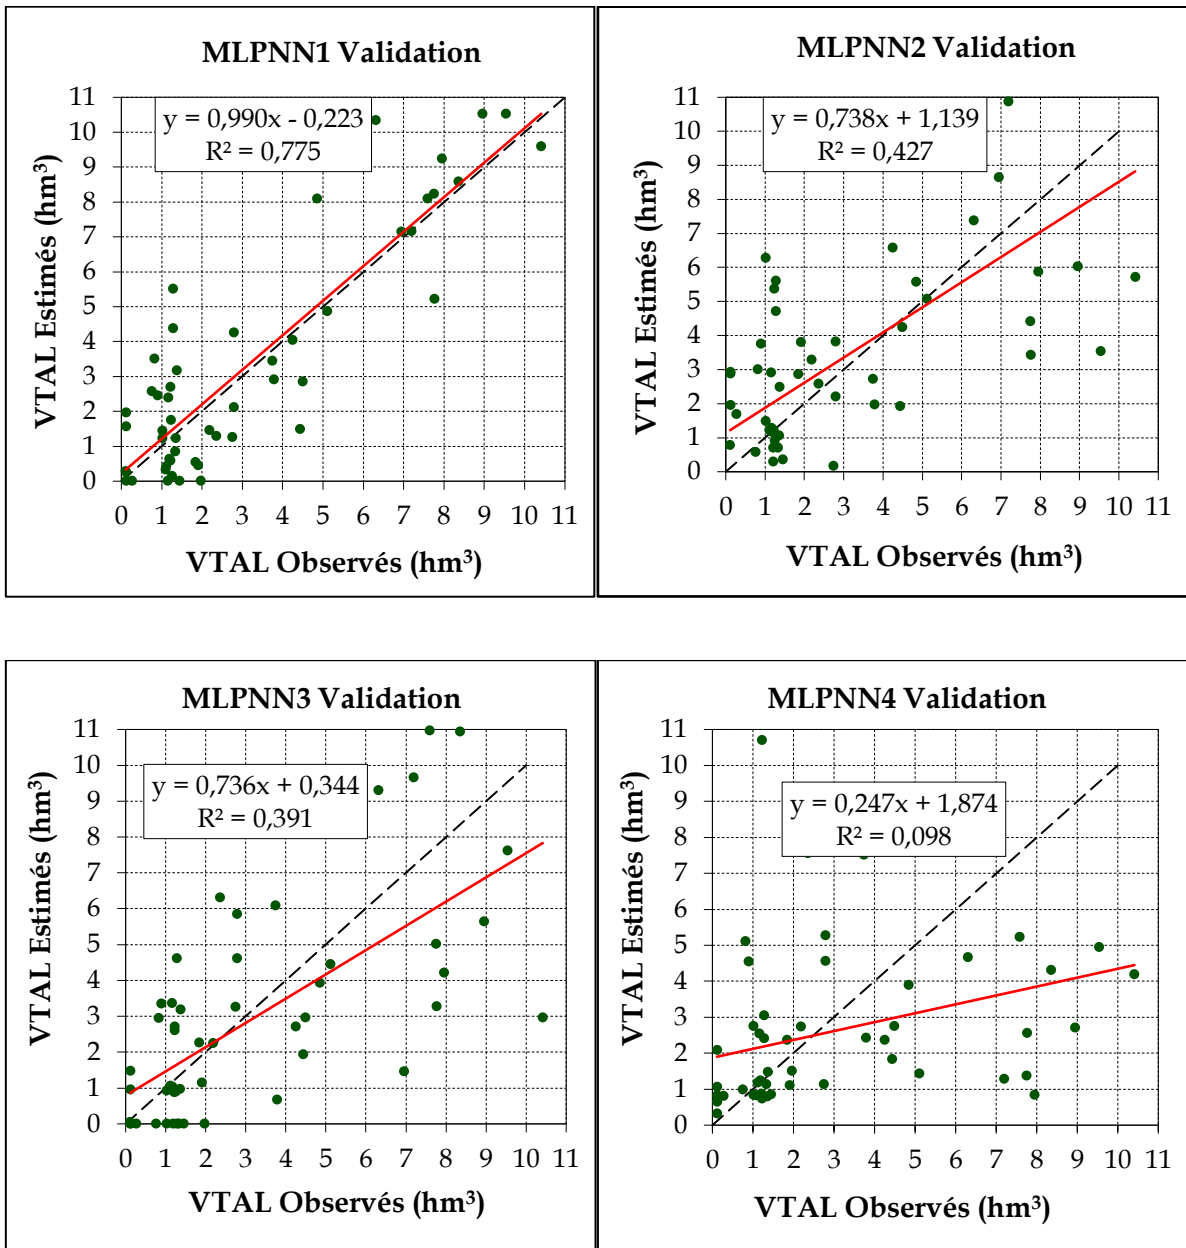 MLPNN1 Validation
y = 0,990x - 0,223
R² = 0,775
VTAL Estimés (hm³)
11
10
9
8
7
6
5
4
3
2
1
0
0 1 2 3 4 5 6 7 8 9 10 11
VTAL Observés (hm³)
MLPNN2 Validation
y = 0,738x + 1,139
R² = 0,427
VTAL Estimés (hm³)
11
10
9
8
7
6
5
4
3
2
1
0
0 1 2 3 4 5 6 7 8 9 10 11
VTAL Observés (hm³)
MLPNN3 Validation
y = 0,736x + 0,344
R² = 0,391
VTAL Estimés (hm³)
11
10
9
8
7
6
5
4
3
2
1
0
0 1 2 3 4 5 6 7 8 9 10 11
VTAL Observés (hm³)
MLPNN4 Validation
y = 0,247x + 1,874
R² = 0,098
VTAL Estimés (hm³)
11
10
9
8
7
6
5
4
3
2
1
0
0 1 2 3 4 5 6 7 8 9 10 11
VTAL Observés (hm³)